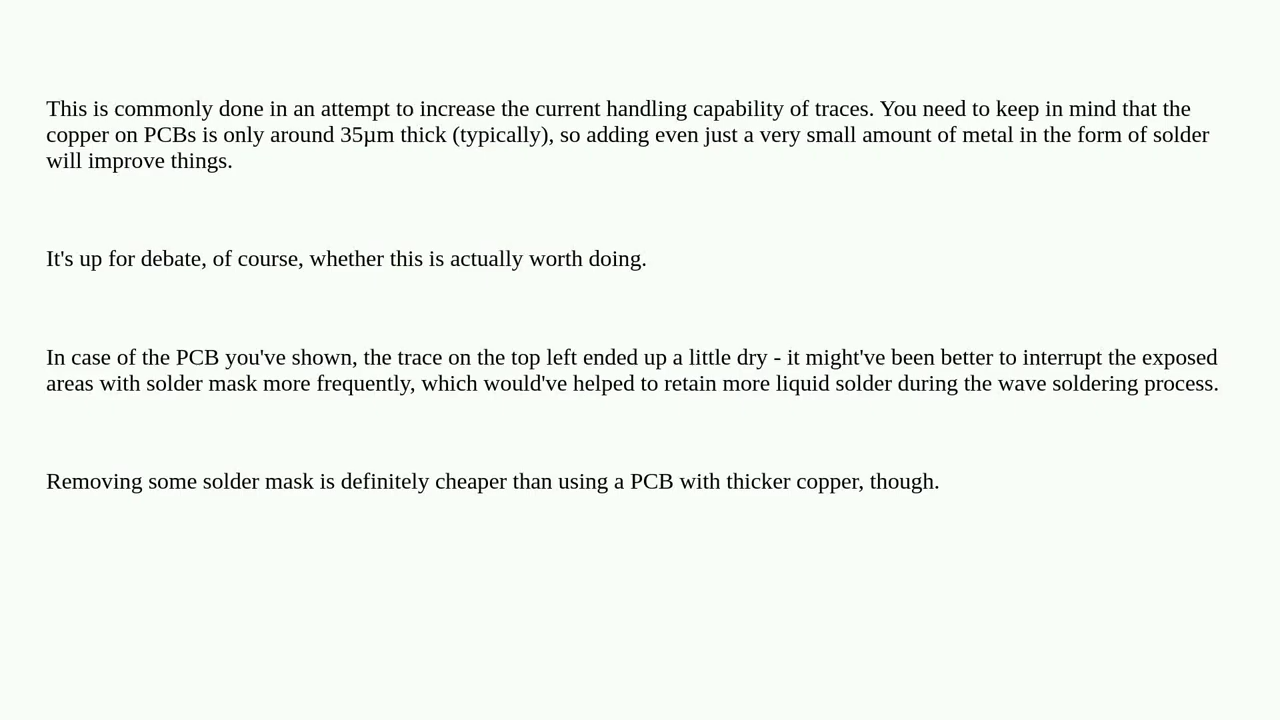 This is commonly done in an attempt to increase the current handling capability of traces. You need to keep in mind that the
copper on PCBs is only around 35µm thick (typically), so adding even just a very small amount of metal in the form of solder
will improve things.
It's up for debate, of course, whether this is actually worth doing.
In case of the PCB you've shown, the trace on the top left ended up a little dry - it might've been better to interrupt the exposed
areas with solder mask more frequently, which would've helped to retain more liquid solder during the wave soldering process.
Removing some solder mask is definitely cheaper than using a PCB with thicker copper, though.